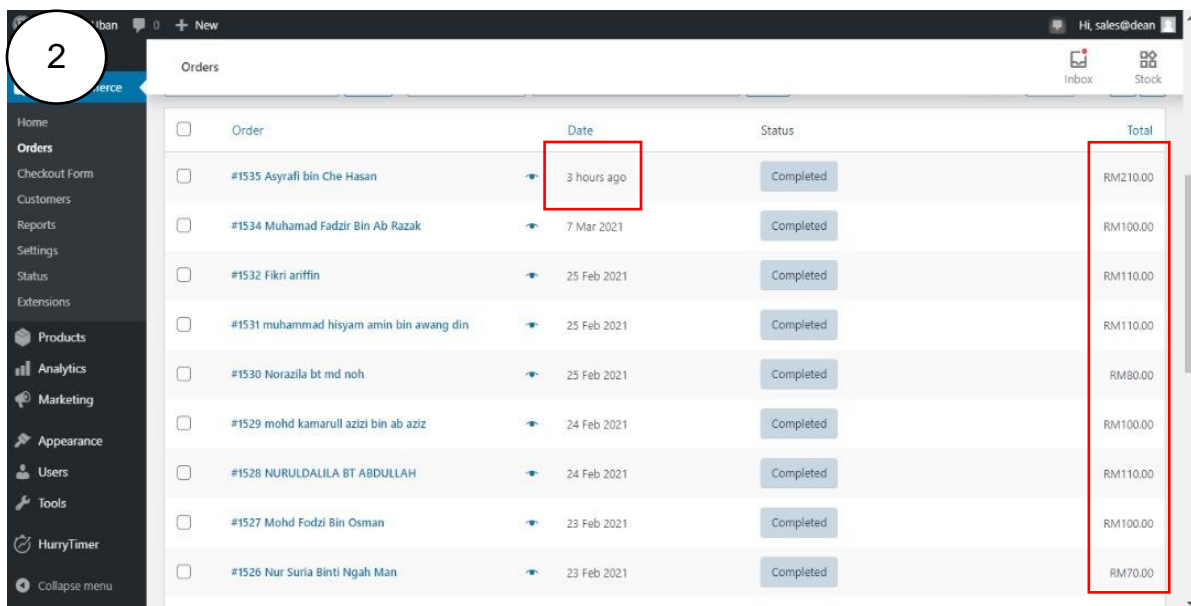 2
Uban 0 + New Hi, sales@dean
Orders Inbox Stock
Home
Orders
Checkout Form
Customers
Reports
Settings
Status
Extensions
Products
Analytics
Marketing
Appearance
Users
Tools
HurryTimer
Collapse menu
Order Date Status Total
#1535 Asyrafi bin Che Hasan 3 hours ago Completed RM210.00
#1534 Muhamad Fadzir Bin Ab Razak 7 Mar 2021 Completed RM100.00
#1532 Fikri ariffin 25 Feb 2021 Completed RM110.00
#1531 muhammad hisyam amin bin awang din 25 Feb 2021 Completed RM110.00
#1530 Norazila bt md noh 25 Feb 2021 Completed RM80.00
#1529 mohd kamarull azizi bin ab aziz 24 Feb 2021 Completed RM100.00
#1528 NURULDALILA BT ABDULLAH 24 Feb 2021 Completed RM110.00
#1527 Mohd Fodzi Bin Osman 23 Feb 2021 Completed RM100.00
#1526 Nur Suria Binti Ngah Man 23 Feb 2021 Completed RM70.00